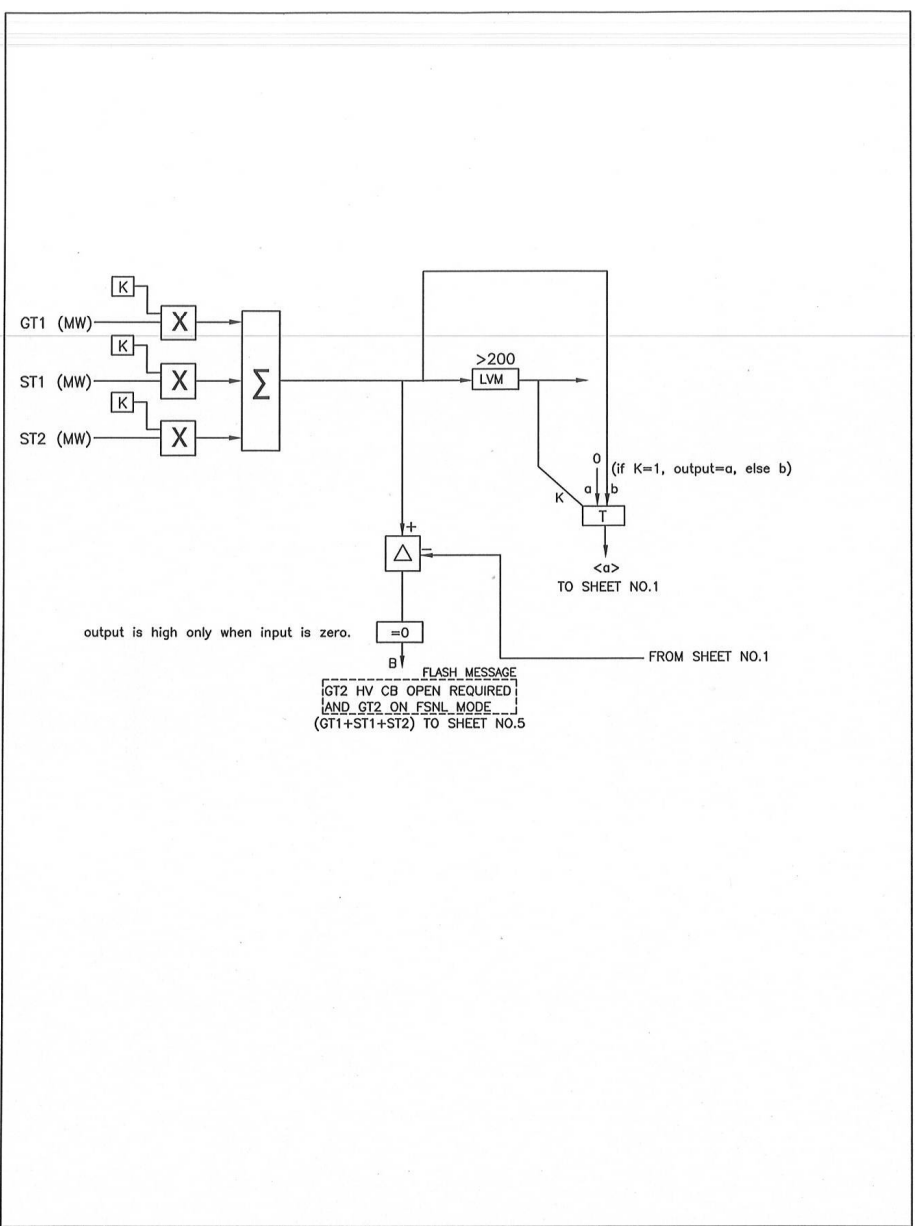 K
GT1 (MW)
X
K
ST1 (MW)
X
Σ
K
ST2 (MW)
X
>200
LVM
0
(if K=1, output=a, else b)
a
b
K
T
<a>
TO SHEET NO.1
+
△
−
output is high only when input is zero.
=0
FROM SHEET NO.1
B
FLASH MESSAGE
GT2 HV CB OPEN REQUIRED
AND GT2 ON FSNL MODE
(GT1+ST1+ST2) TO SHEET NO.5